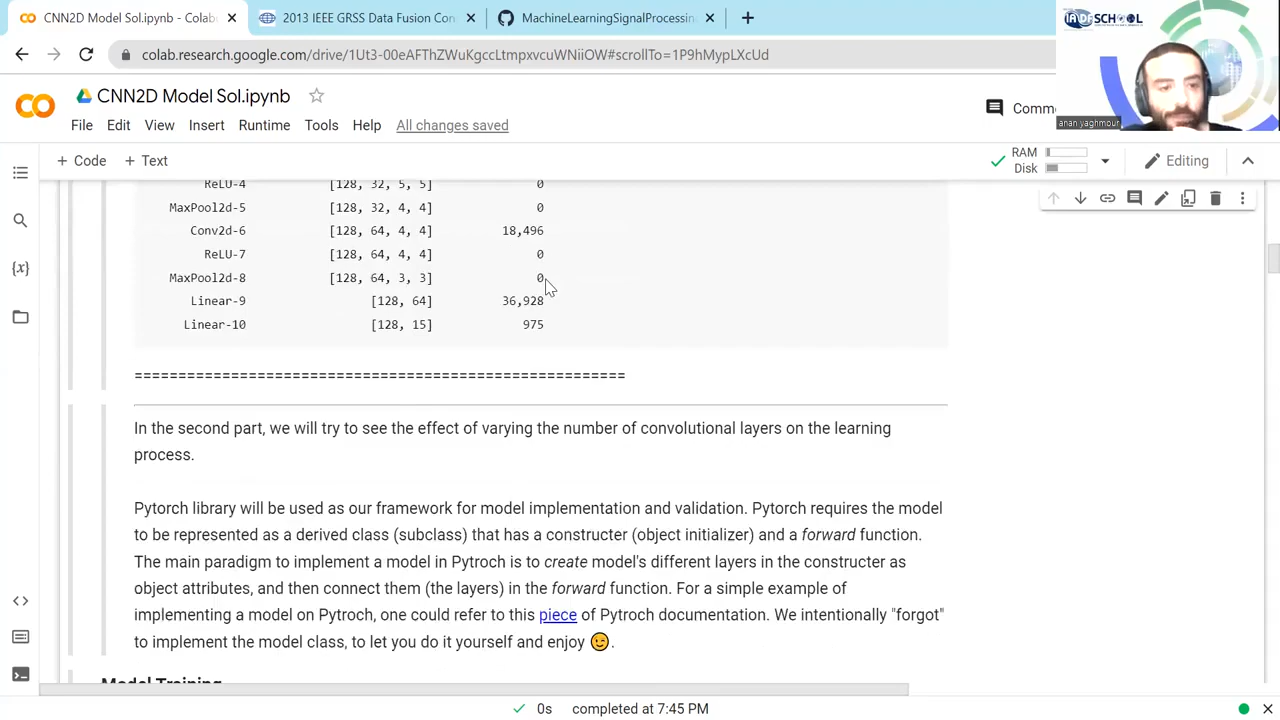 CNN2D Model Sol.ipynb - Colab
2013 IEEE GRSS Data Fusion Con
MachineLearningSignalProcessin
colab.research.google.com/drive/1Ut3-00eAFThZWuKgccLtmpxvcuWNiiOW#scrollTo=1P9hMypLXcUd
IADFSCHOOL
anan yaghmour
CNN2D Model Sol.ipynb
File Edit View Insert Runtime Tools Help All changes saved
Comme
+ Code + Text
RAM
Disk
Editing
ReLU-4 [128, 32, 5, 5] 0
MaxPool2d-5 [128, 32, 4, 4] 0
Conv2d-6 [128, 64, 4, 4] 18,496
ReLU-7 [128, 64, 4, 4] 0
MaxPool2d-8 [128, 64, 3, 3] 0
Linear-9 [128, 64] 36,928
Linear-10 [128, 15] 975
========================================================
In the second part, we will try to see the effect of varying the number of convolutional layers on the learning
process.
Pytorch library will be used as our framework for model implementation and validation. Pytorch requires the model
to be represented as a derived class (subclass) that has a constructer (object initializer) and a forward function.
The main paradigm to implement a model in Pytroch is to create model's different layers in the constructer as
object attributes, and then connect them (the layers) in the forward function. For a simple example of
implementing a model on Pytroch, one could refer to this piece of Pytroch documentation. We intentionally "forgot"
to implement the model class, to let you do it yourself and enjoy 😉.
Model Training
0s completed at 7:45 PM